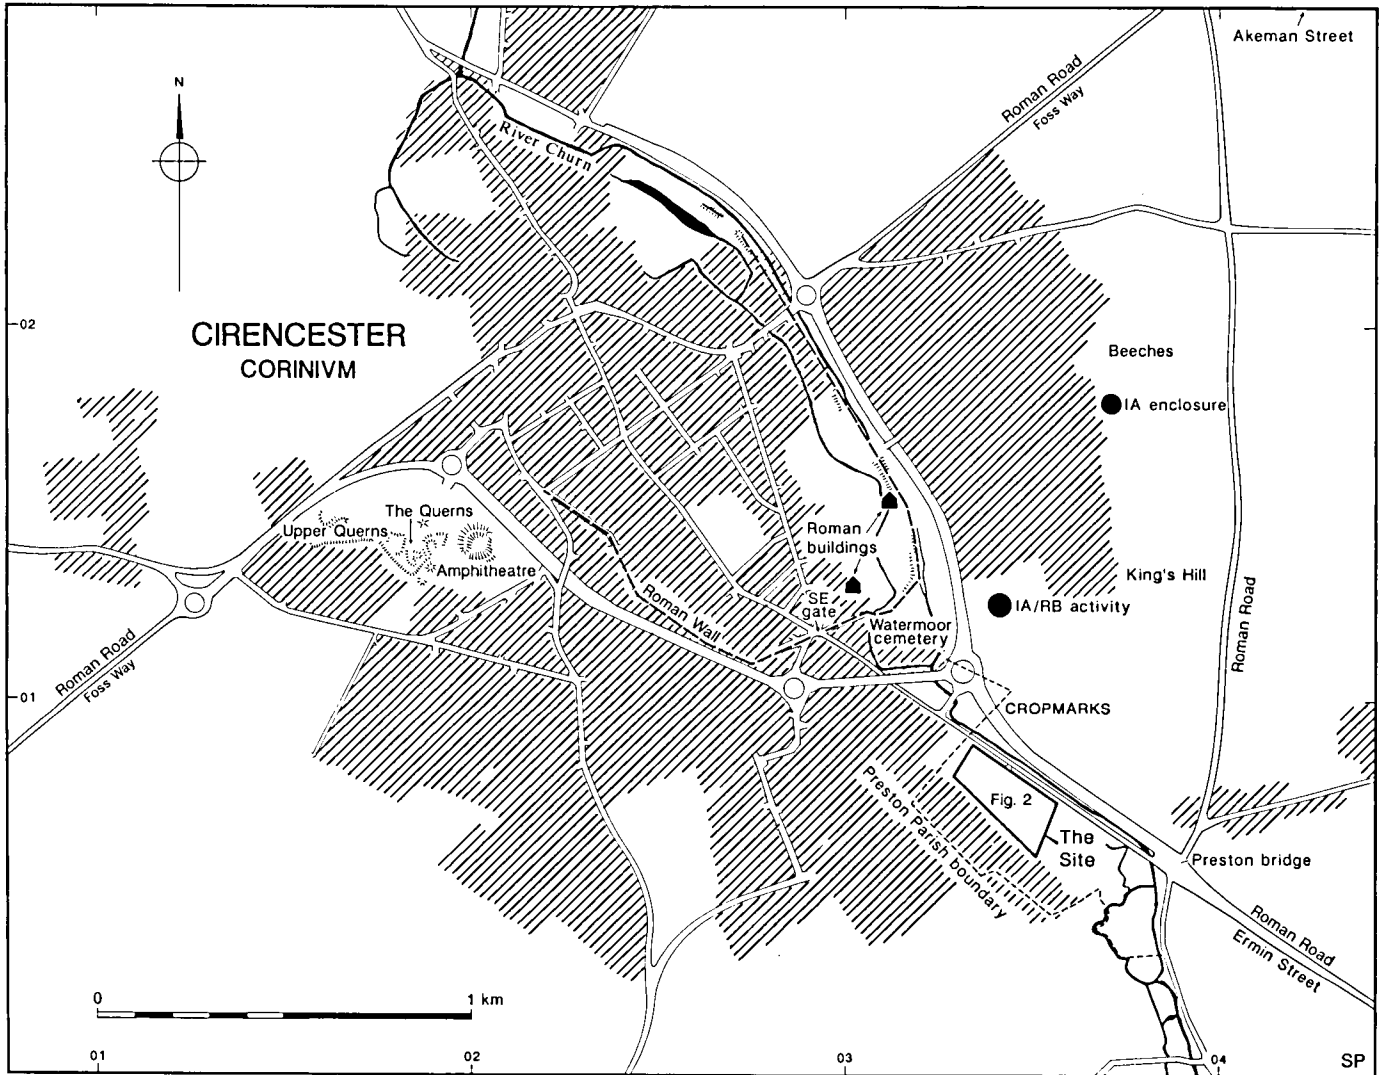 Akeman Street
N
Roman Road
Foss Way
River Churn
02
CIRENCESTER
CORINIVM
Beeches
IA enclosure
The Querns
Upper Querns
Amphitheatre
Roman
buildings
King's Hill
IA/RB activity
SE
gate
Watermoor
cemetery
Roman Wall
Roman Road
Roman Road
Foss Way
01
CROPMARKS
Fig. 2
The
Site
Preston Parish boundary
Preston bridge
Roman Road
Ermin Street
0
1 km
01
02
03
04
SP